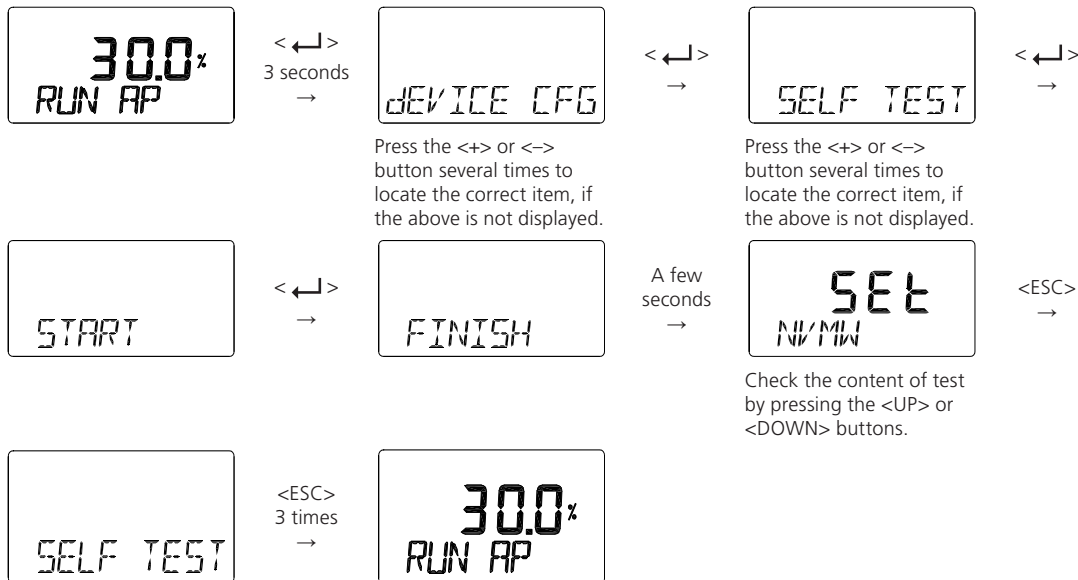 30.0%
RUN AP
< ↵ >
3 seconds
→
dEVICE CFG
Press the <+> or <–>
button several times to
locate the correct item, if
the above is not displayed.
< ↵ >
→
SELF TEST
Press the <+> or <–>
button several times to
locate the correct item, if
the above is not displayed.
< ↵ >
→
START
< ↵ >
→
FINISH
A few
seconds
→
SEt
NVMW
Check the content of test
by pressing the <UP> or
<DOWN> buttons.
<ESC>
→
SELF TEST
<ESC>
3 times
→
30.0%
RUN AP